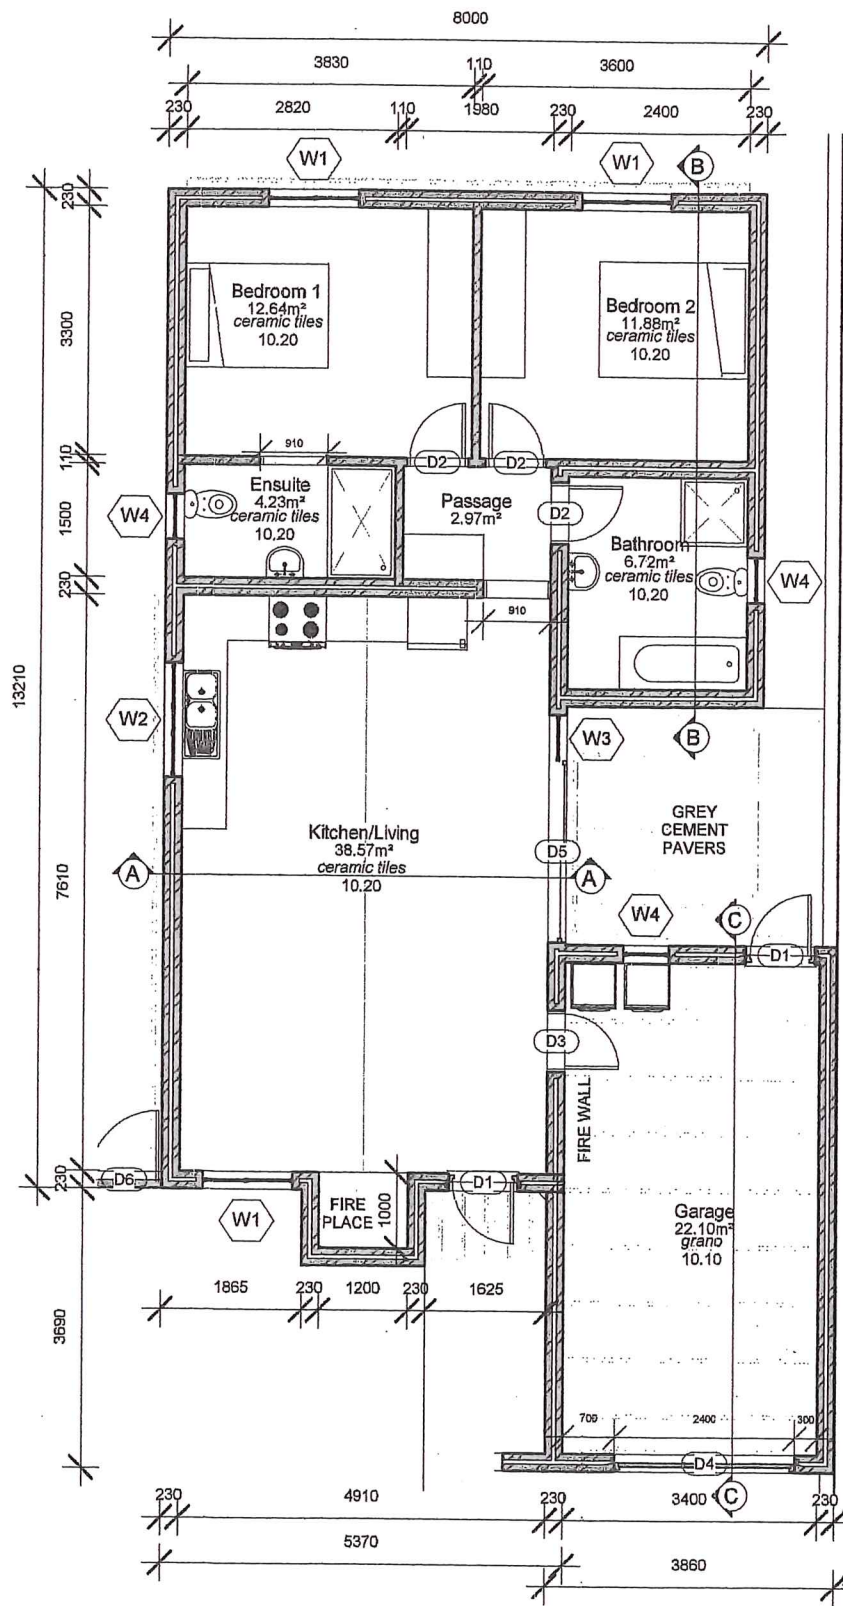 8000
3830 110 3600
230 2820 110 1980 230 2400 230
W1 W1 B
230
Bedroom 1
12.64m²
ceramic tiles
10.20
Bedroom 2
11.88m²
ceramic tiles
10.20
3300
110
910
D2 D2
Ensuite
4.23m²
ceramic tiles
10.20
Passage
2.97m²
D2
W4
1500
Bathroom
6.72m²
ceramic tiles
10.20
W4
230
910
13210
W2
W3
B
GREY
CEMENT
PAVERS
Kitchen/Living
38.57m²
ceramic tiles
10.20
D5
A A
7610
W4
C
D1
D3
FIRE WALL
D6
230
D1
FIRE
PLACE
1000
W1
Garage
22.10m²
grano
10.10
1865 230 1200 230 1625
3690
700 2400 300
D4
C
230 4910 230 3400 230
5370
3860